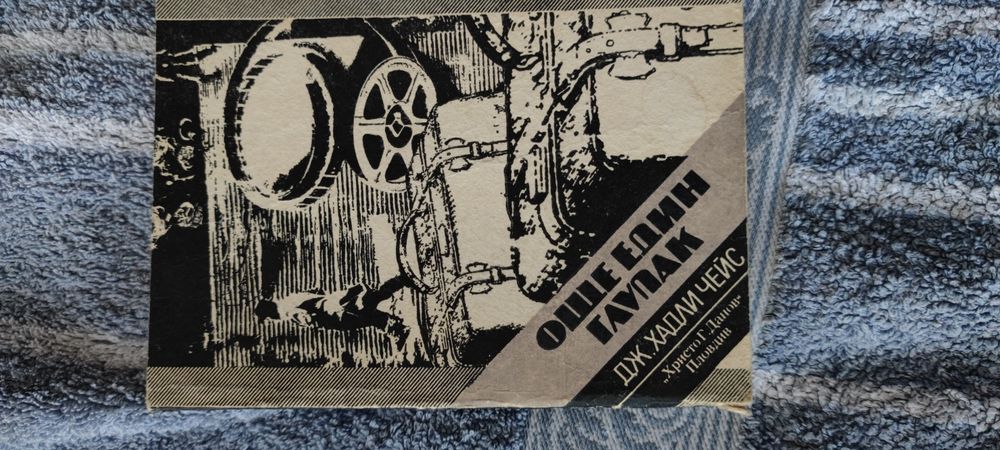 ОЩЕ ЕДИН
ГЛУПАК
ДЖ. ХАДЛИ ЧЕЙС
„Христо Г. Данов“
Пловдив